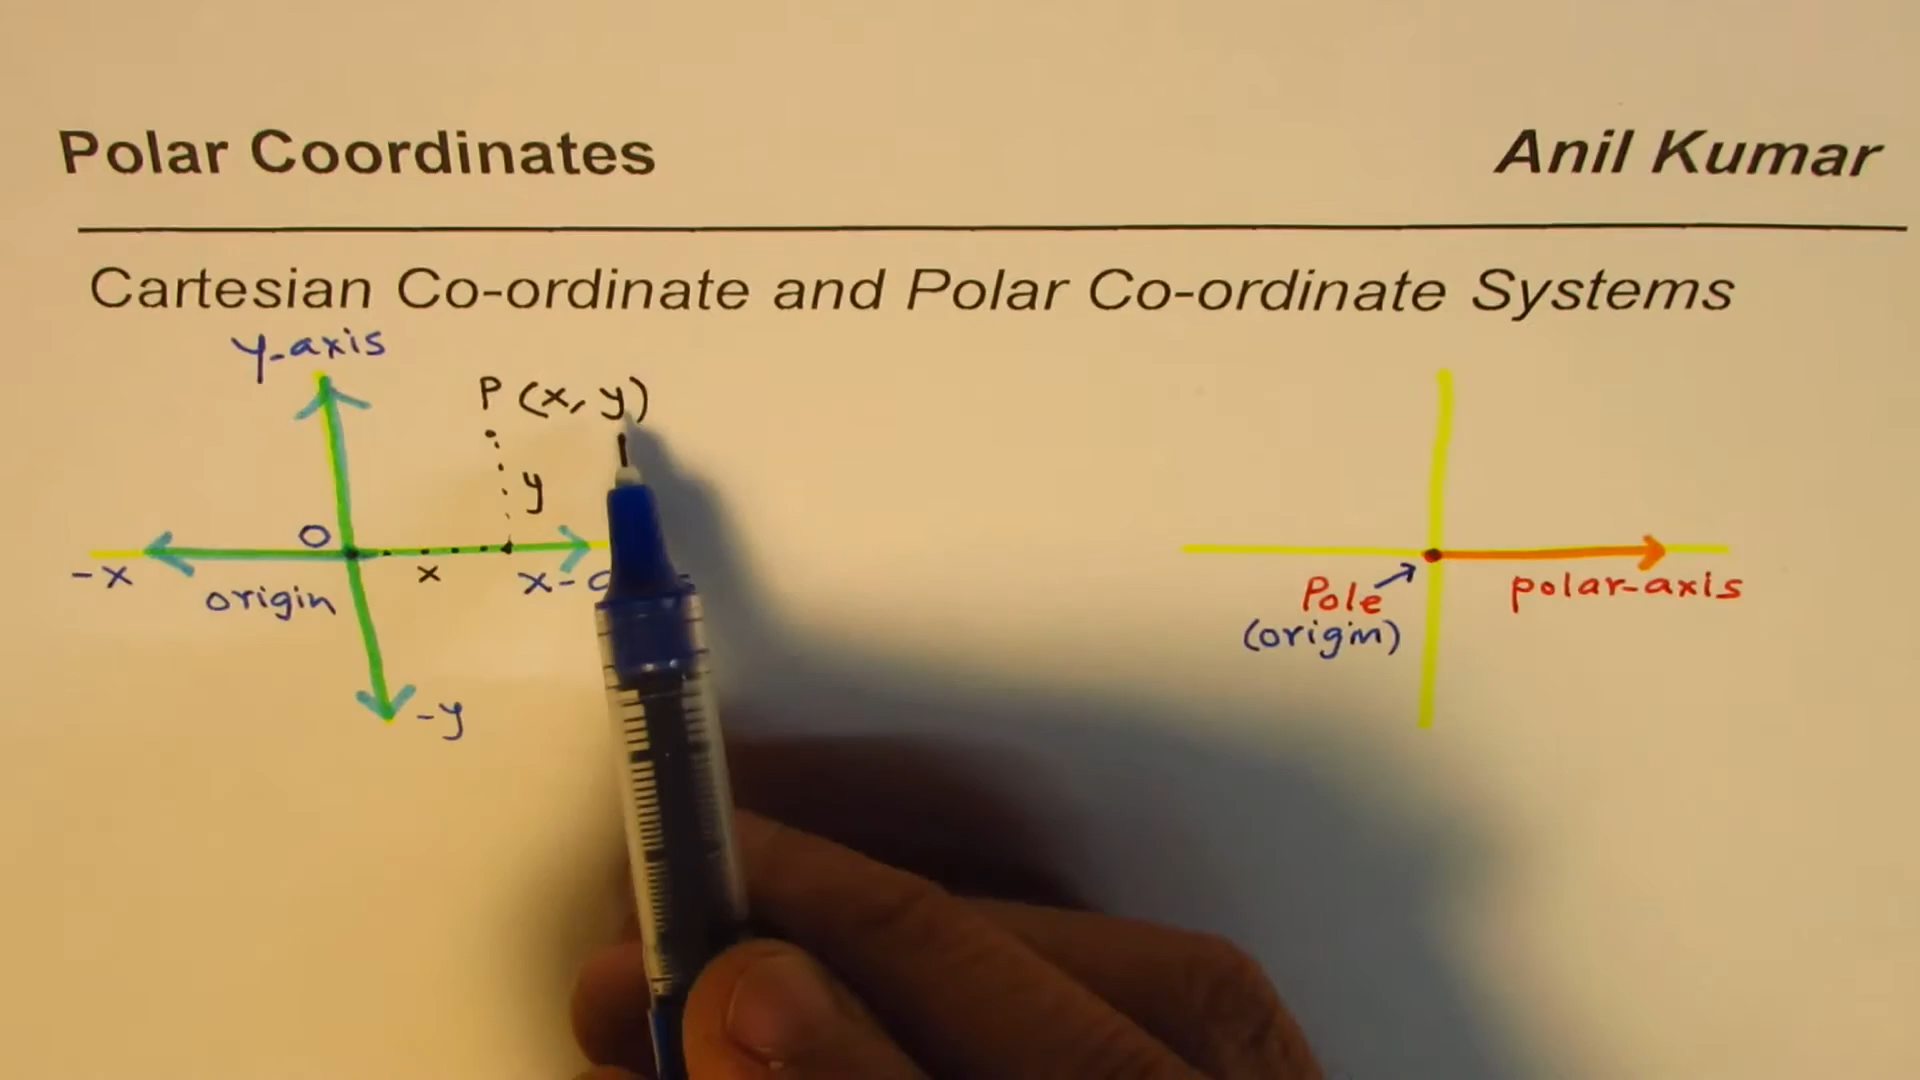 Polar Coordinates
Anil Kumar
Cartesian Co-ordinate and Polar Co-ordinate Systems
y-axis
P (x, y)
y
O
-x
origin
x
-y
Pole
(origin)
polar-axis